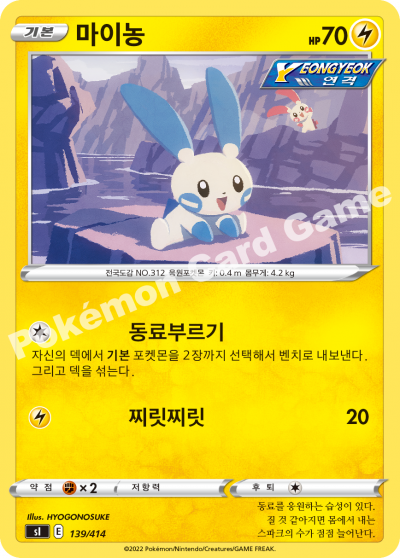 기본 마이농 HP 70
YEONGYEOK
연격
전국도감 NO.312 응원포켓몬 키: 0.4 m 몸무게: 4.2 kg
Pokémon Card Game
동료부르기
자신의 덱에서 기본 포켓몬을 2장까지 선택해서 벤치로 내보낸다.
그리고 덱을 섞는다.
찌릿찌릿 20
약점 ×2 저항력 후퇴
Illus. HYOGONOSUKE
sI E 139/414
동료를 응원하는 습성이 있다.
질 것 같아지면 몸에서 내는
스파크의 수가 점점 늘어난다.
©2022 Pokémon/Nintendo/Creatures/GAME FREAK.